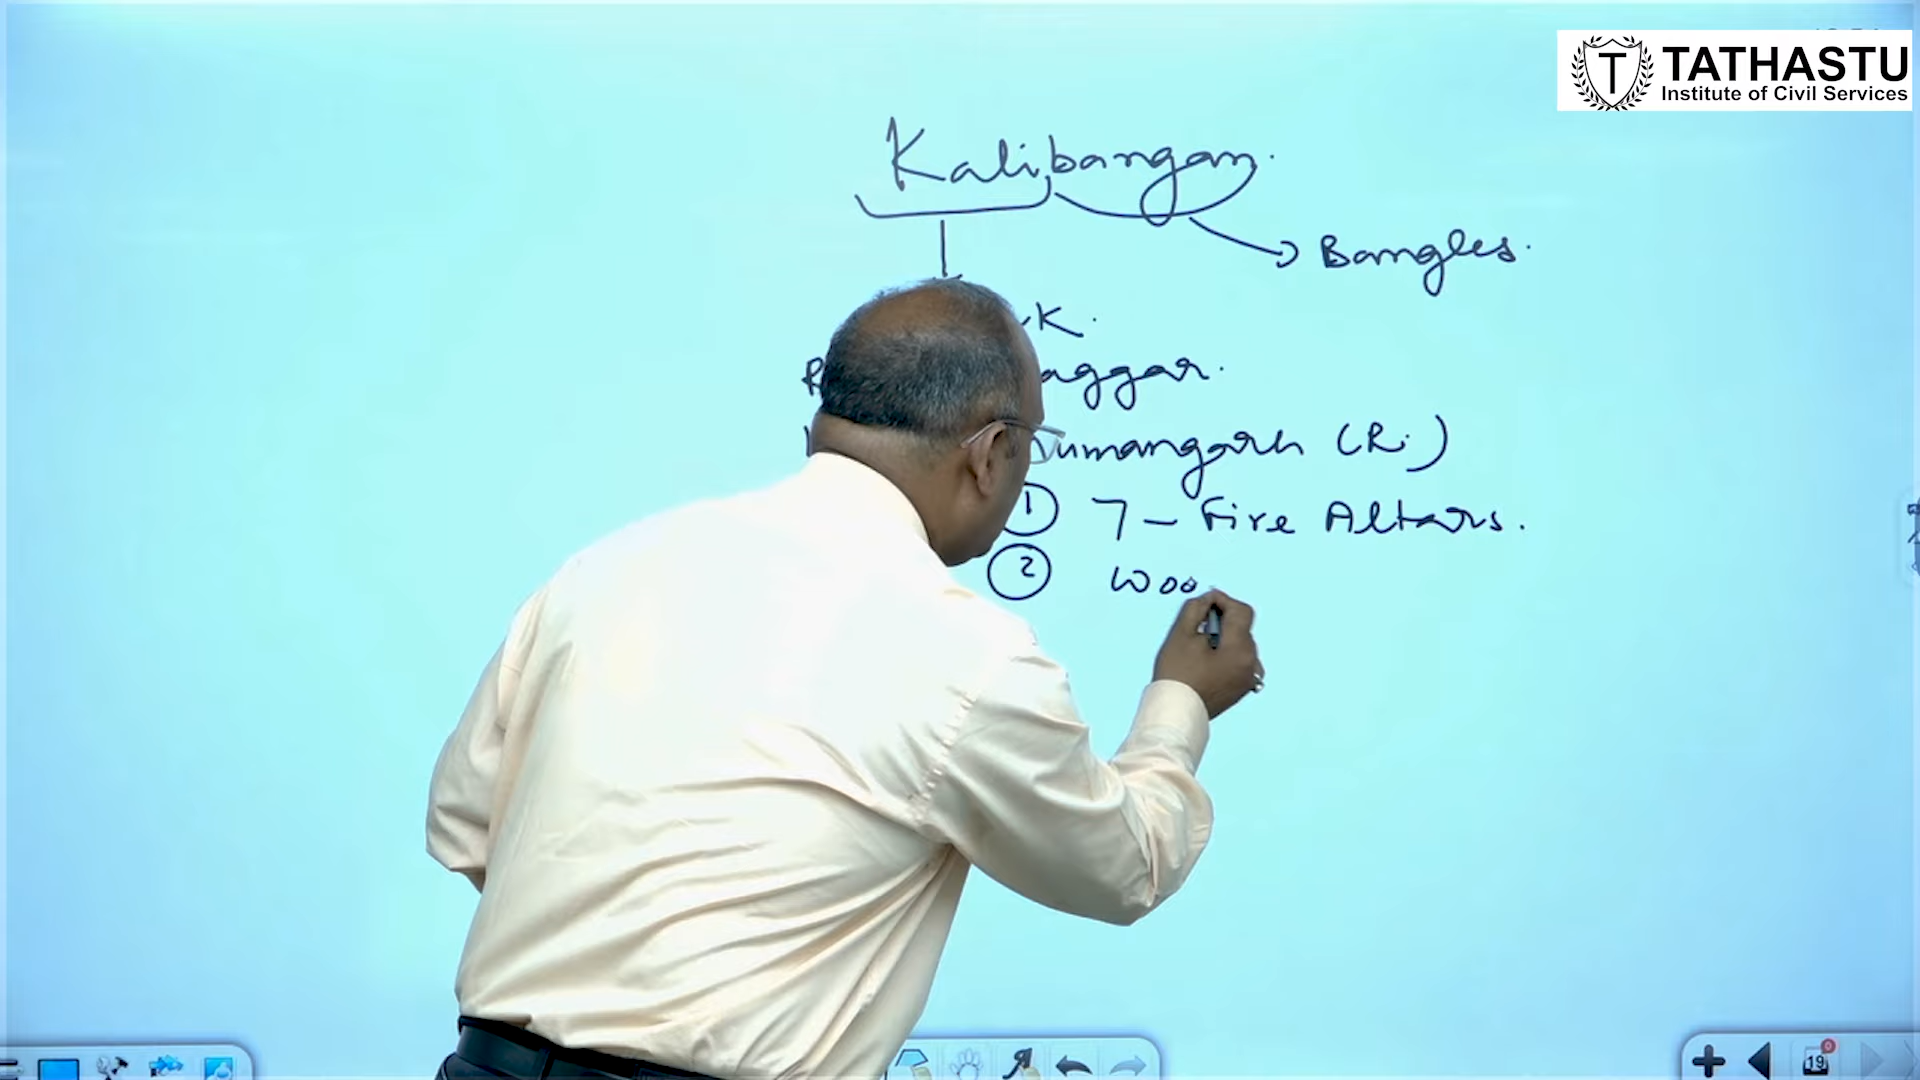 TATHASTU
Institute of Civil Services
Kalibangan.
Bangles.
K.
aggar.
umangarh (R.)
1 7 - Fire Altars.
2 Woo
19